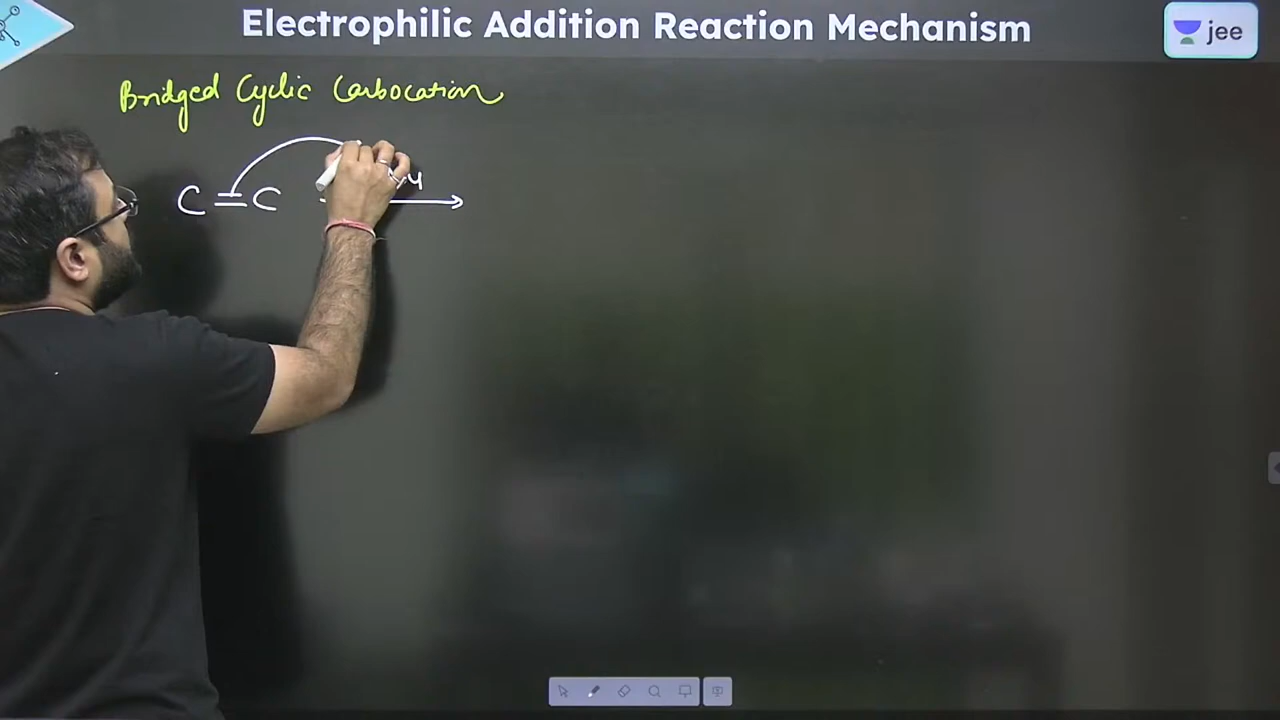 Electrophilic Addition Reaction Mechanism
jee
Bridged Cyclic Carbocation
C = C